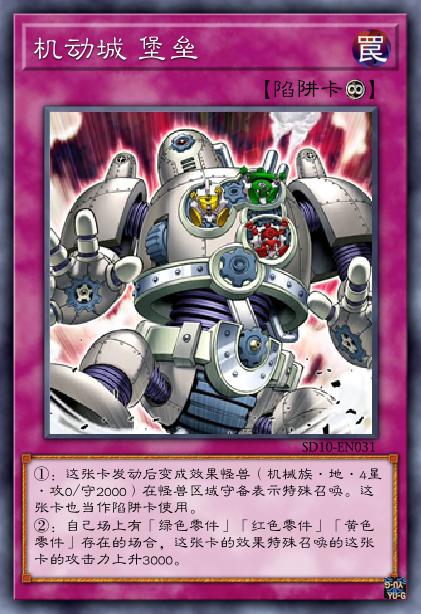 机动城 堡垒
罠
【陷阱卡】
SD10-EN031
①：这张卡发动后变成效果怪兽（机械族·地·4星
·攻0/守2000）在怪兽区域守备表示特殊召唤。这
张卡也当作陷阱卡使用。
②：自己场上有「绿色零件」「红色零件」「黄色
零件」存在的场合，这张卡的效果特殊召唤的这张卡
的攻击力上升3000。
YU-G